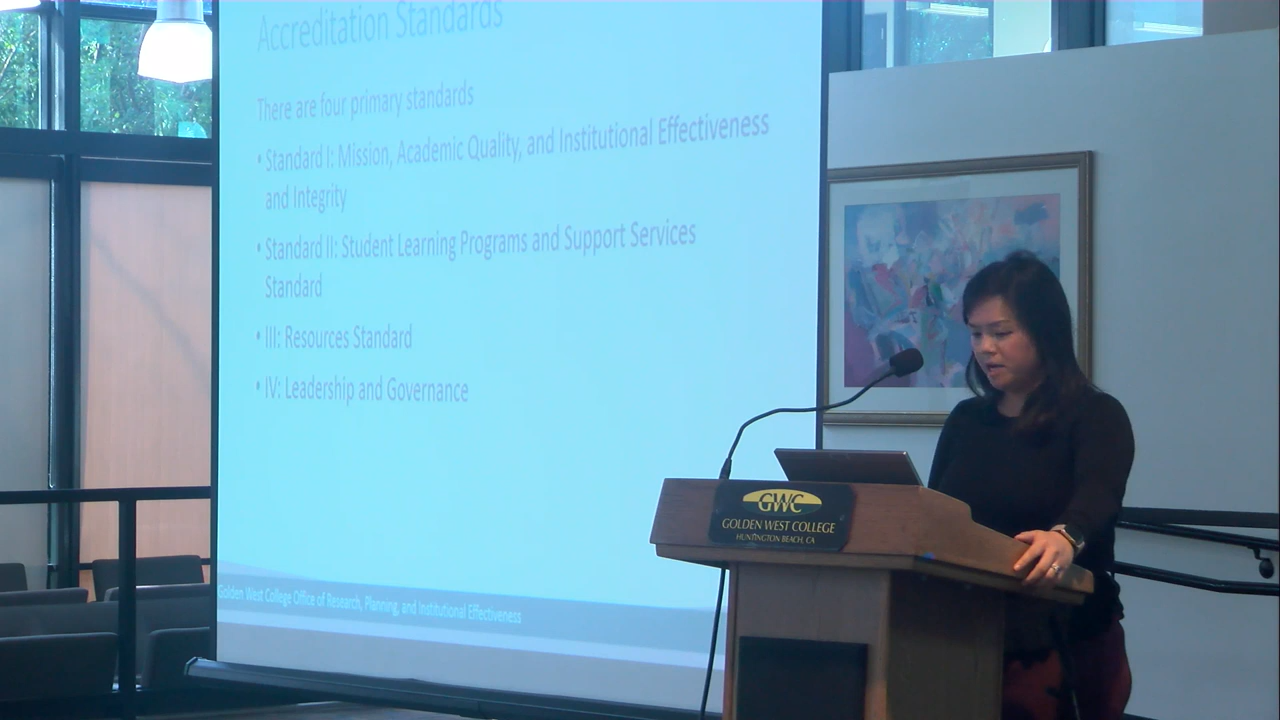 Accreditation Standards
There are four primary standards
• Standard I: Mission, Academic Quality, and Institutional Effectiveness
and Integrity
• Standard II: Student Learning Programs and Support Services
Standard
• III: Resources Standard
• IV: Leadership and Governance
Golden West College Office of Research, Planning, and Institutional Effectiveness
GWC
GOLDEN WEST COLLEGE
HUNTINGTON BEACH, CA